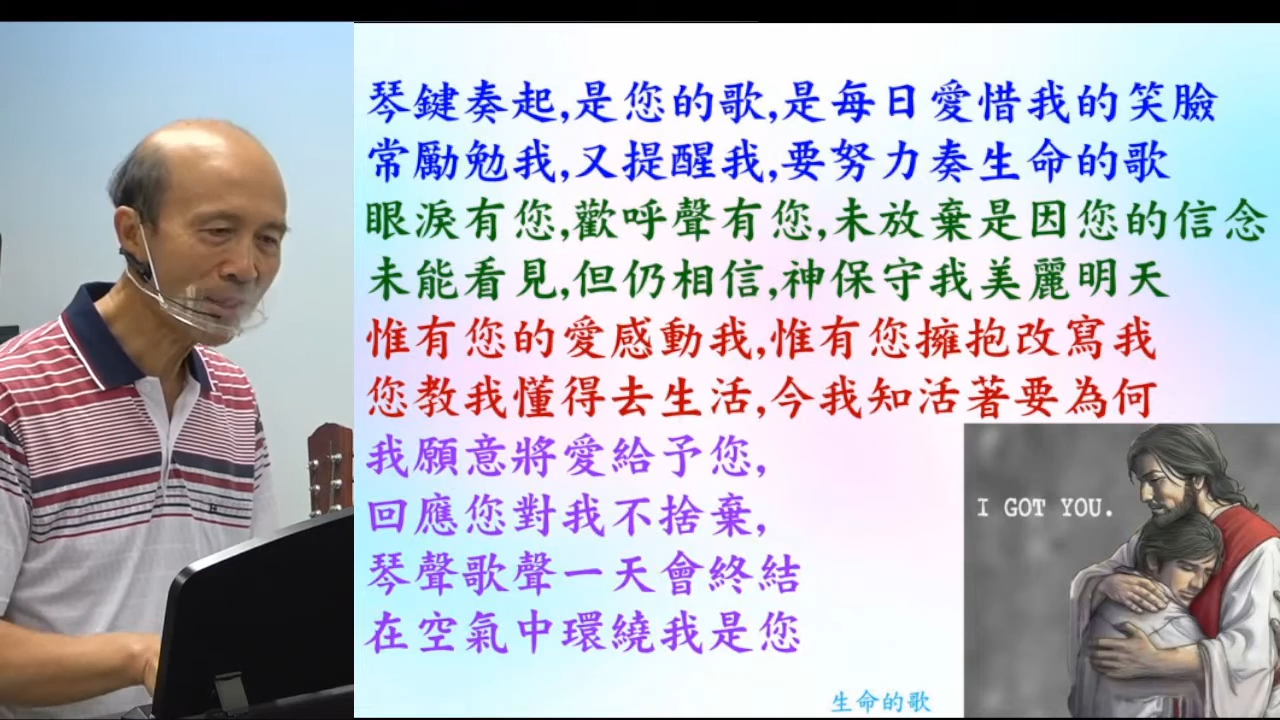 琴鍵奏起,是您的歌,是每日愛惜我的笑臉
常勵勉我,又提醒我,要努力奏生命的歌
眼淚有您,歡呼聲有您,未放棄是因您的信念
未能看見,但仍相信,神保守我美麗明天
惟有您的愛感動我,惟有您擁抱改寫我
您教我懂得去生活,今我知活著要為何
我願意將愛給予您,
回應您對我不捨棄,
琴聲歌聲一天會終結
在空氣中環繞我是您
I GOT YOU.
生命的歌